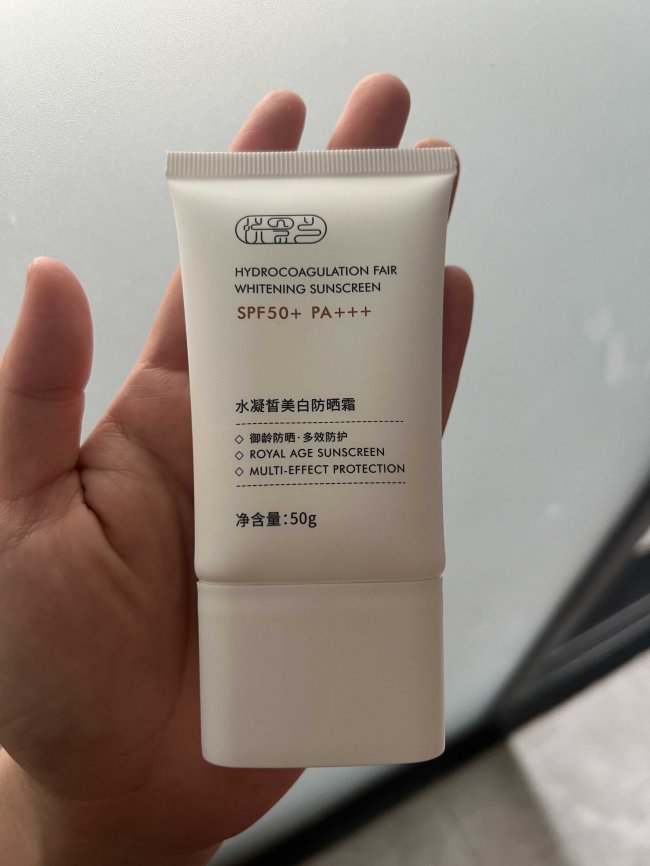 HYDROCOAGULATION FAIR
WHITENING SUNSCREEN
SPF50+ PA+++
水凝皙美白防晒霜
◇ 御龄防晒·多效防护
◇ ROYAL AGE SUNSCREEN
◇ MULTI-EFFECT PROTECTION
净含量:50g